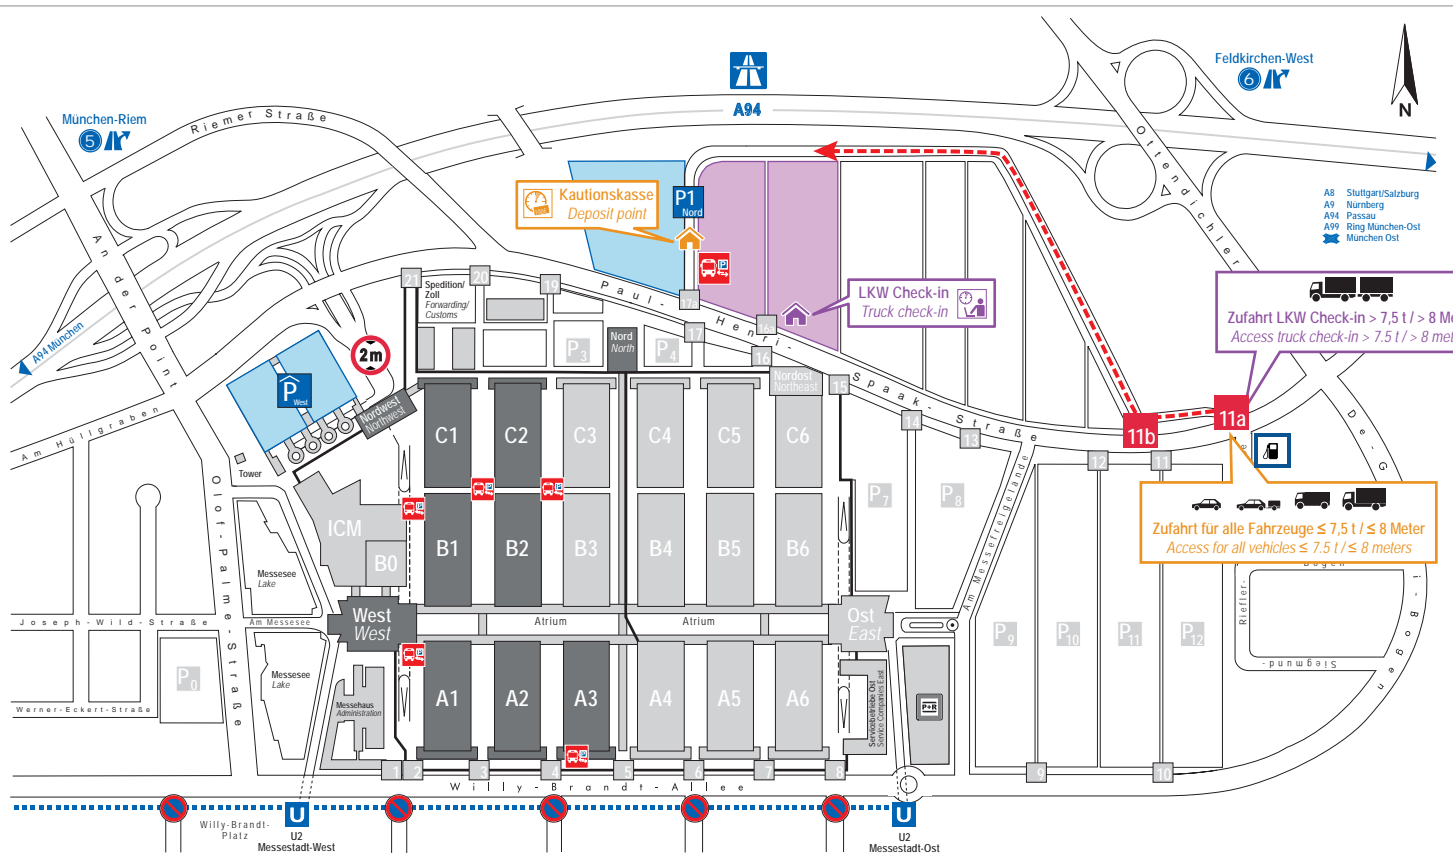 A94
Feldkirchen-West
6
N
München-Riem
5
Riemer Straße
Ottendichler
A8 Stuttgart/Salzburg
A9 Nürnberg
A94 Passau
A99 Ring München-Ost
München Ost
Kautionskasse
Deposit point
P1
Nord
An der Point
21
20
19
Spedition/
Zoll
Forwarding/
Customs
Paul-Henri-Spaak-Straße
17a
16a
17
16
15
14
13
12
11
LKW Check-in
Truck check-in
Zufahrt LKW Check-in > 7,5 t / > 8 Me
Access truck check-in > 7.5 t / > 8 met
11a
11b
A94 München
2m
P
West
Nord
North
P3
P4
Nordost
Northeast
Nordwest
Northwest
Am Hüllgraben
Tower
C1
C2
C3
C4
C5
C6
P7
P8
Am Messefreigelände
Zufahrt für alle Fahrzeuge ≤ 7,5 t / ≤ 8 Meter
Access for all vehicles ≤ 7.5 t / ≤ 8 meters
ICM
B0
B1
B2
B3
B4
B5
B6
Olof-Palme-Straße
Messesee
Lake
Joseph-Wild-Straße
Am Messesee
West
West
Atrium
Atrium
Ost
East
P9
P10
P11
P12
Riefler-
Bogen
Siegmund-
De-G
i-Bogen
P0
Messesee
Lake
Werner-Eckert-Straße
Messehaus
Administration
A1
A2
A3
A4
A5
A6
Servicebetriebe Ost
Service Companies East
P+R
1
2
3
4
5
6
7
8
9
10
Willy-Brandt-Allee
Willy-Brandt-
Platz
U
U2
Messestadt-West
U
U2
Messestadt-Ost